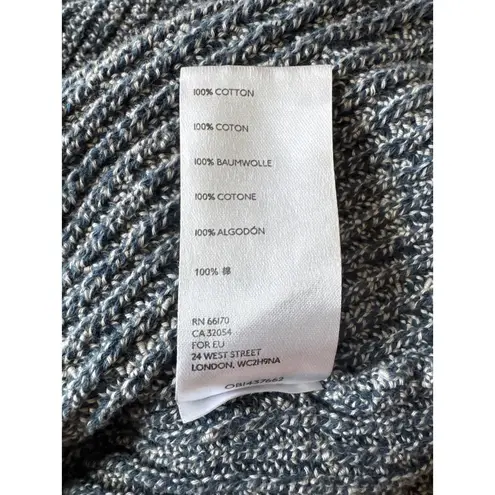 100% COTTON
100% COTON
100% BAUMWOLLE
100% COTONE
100% ALGODÓN
100% 綿
RN 66170
CA 32054
FOR EU
24 WEST STREET
LONDON, WC2H9NA